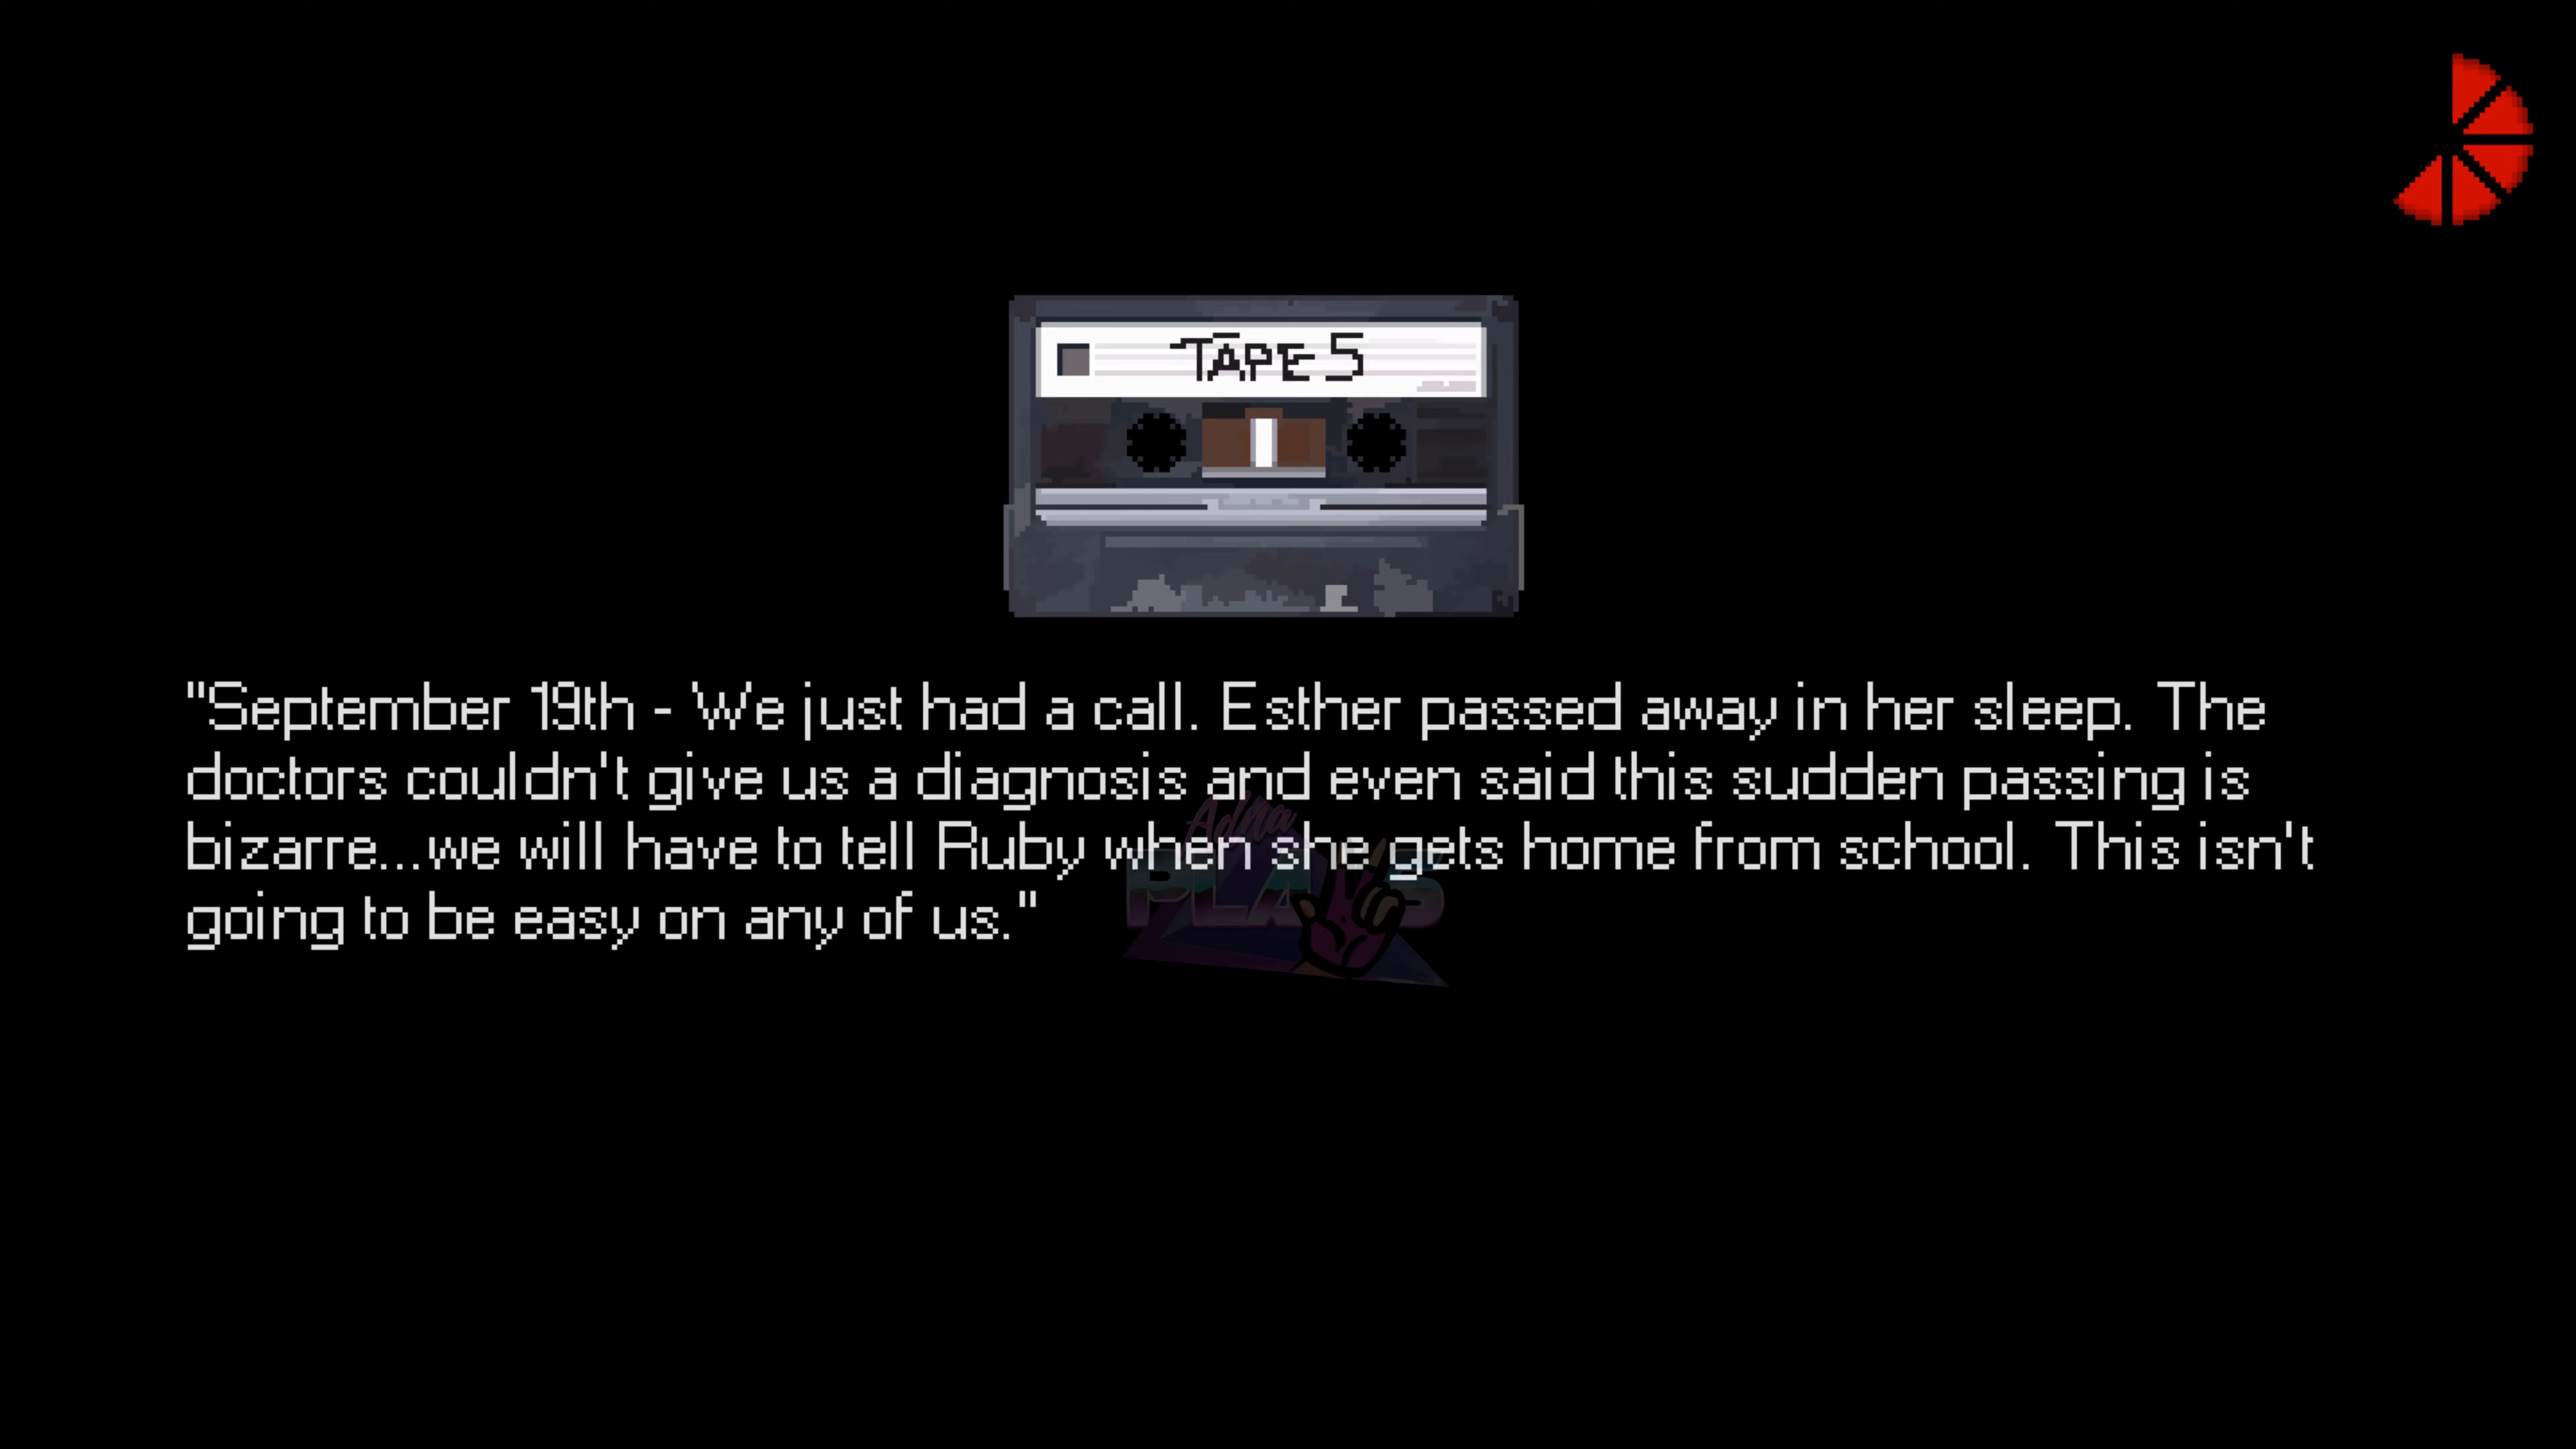 TAPE 5
"September 19th - We just had a call. Esther passed away in her sleep. The
doctors couldn't give us a diagnosis and even said this sudden passing is
bizarre...we will have to tell Ruby when she gets home from school. This isn't
going to be easy on any of us."
Adna
PLAYS